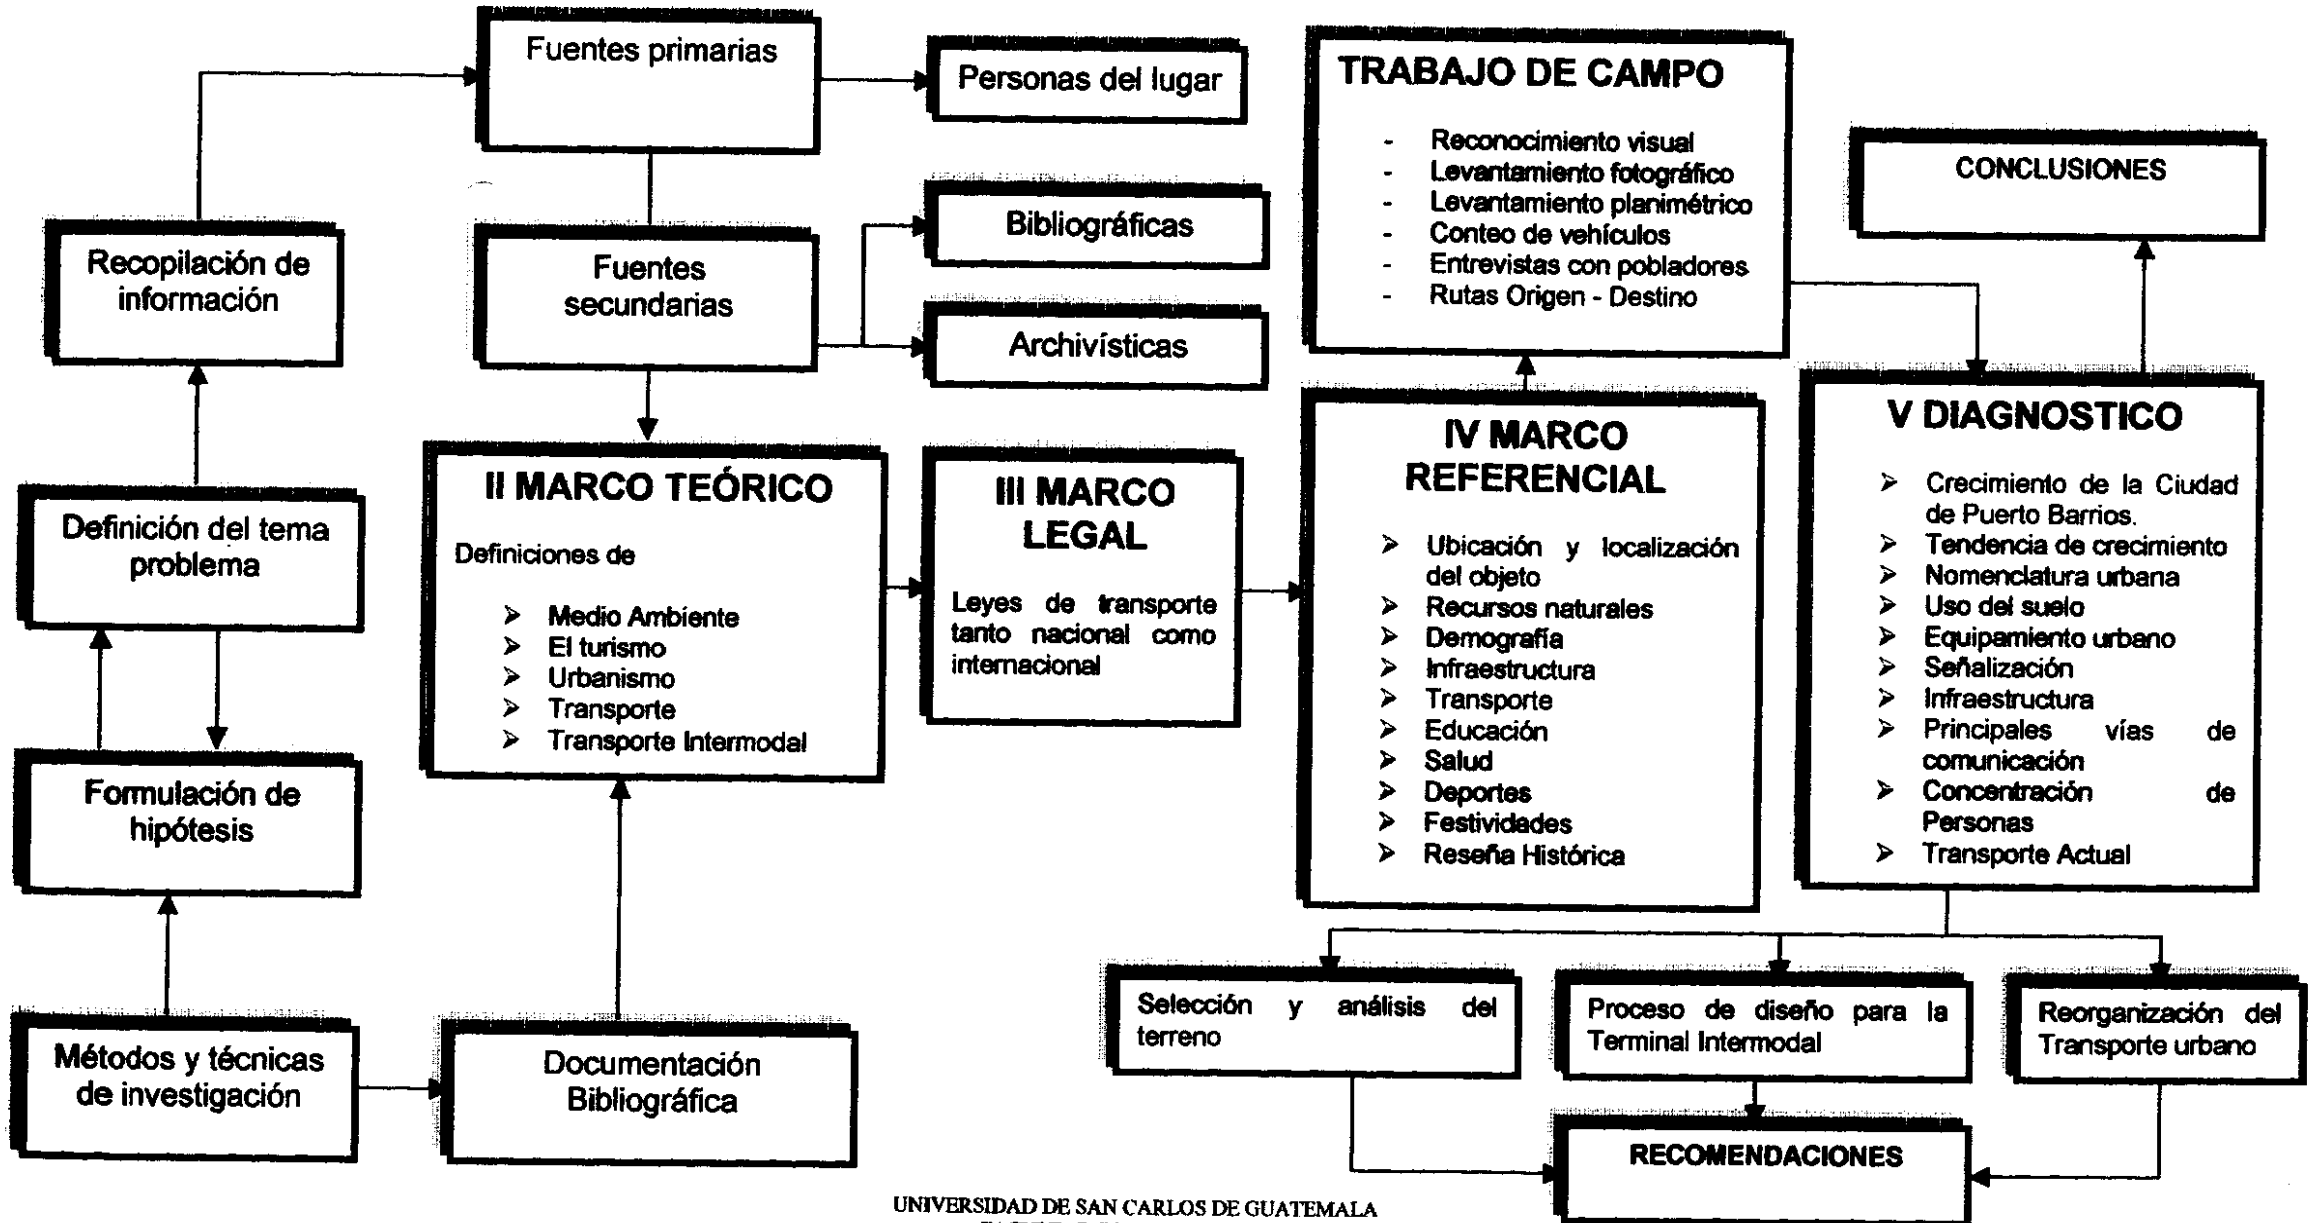 Fuentes primarias
Personas del lugar
Bibliográficas
Archivísticas
Fuentes
secundarias
Recopilación de
información
Definición del tema
problema
Formulación de
hipótesis
Métodos y técnicas
de investigación
Documentación
Bibliográfica
II MARCO TEÓRICO
Definiciones de
➢ Medio Ambiente
➢ El turismo
➢ Urbanismo
➢ Transporte
➢ Transporte Intermodal
III MARCO
LEGAL
Leyes de transporte
tanto nacional como
internacional
IV MARCO
REFERENCIAL
➢ Ubicación y localización
del objeto
➢ Recursos naturales
➢ Demografía
➢ Infraestructura
➢ Transporte
➢ Educación
➢ Salud
➢ Deportes
➢ Festividades
➢ Reseña Histórica
TRABAJO DE CAMPO
- Reconocimiento visual
- Levantamiento fotográfico
- Levantamiento planimétrico
- Conteo de vehículos
- Entrevistas con pobladores
- Rutas Origen - Destino
CONCLUSIONES
V DIAGNOSTICO
➢ Crecimiento de la Ciudad
de Puerto Barrios.
➢ Tendencia de crecimiento
➢ Nomenclatura urbana
➢ Uso del suelo
➢ Equipamiento urbano
➢ Señalización
➢ Infraestructura
➢ Principales vías de
comunicación
➢ Concentración de
Personas
➢ Transporte Actual
Selección y análisis del
terreno
Proceso de diseño para la
Terminal Intermodal
Reorganización del
Transporte urbano
RECOMENDACIONES
UNIVERSIDAD DE SAN CARLOS DE GUATEMALA